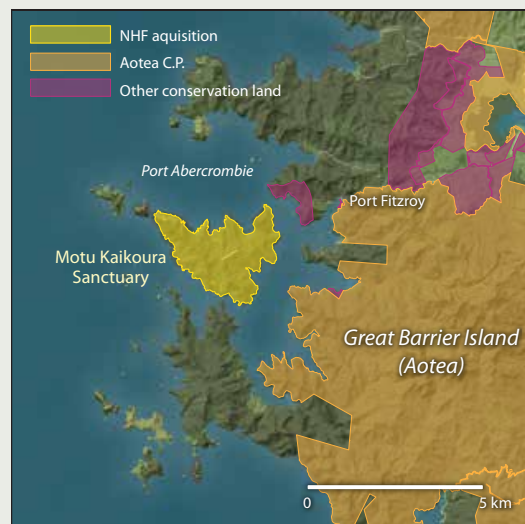 NHF aquisition
Aotea C.P.
Other conservation land
Port Abercrombie
Port Fitzroy
Motu Kaikoura
Sanctuary
Great Barrier Island
(Aotea)
0
5 km